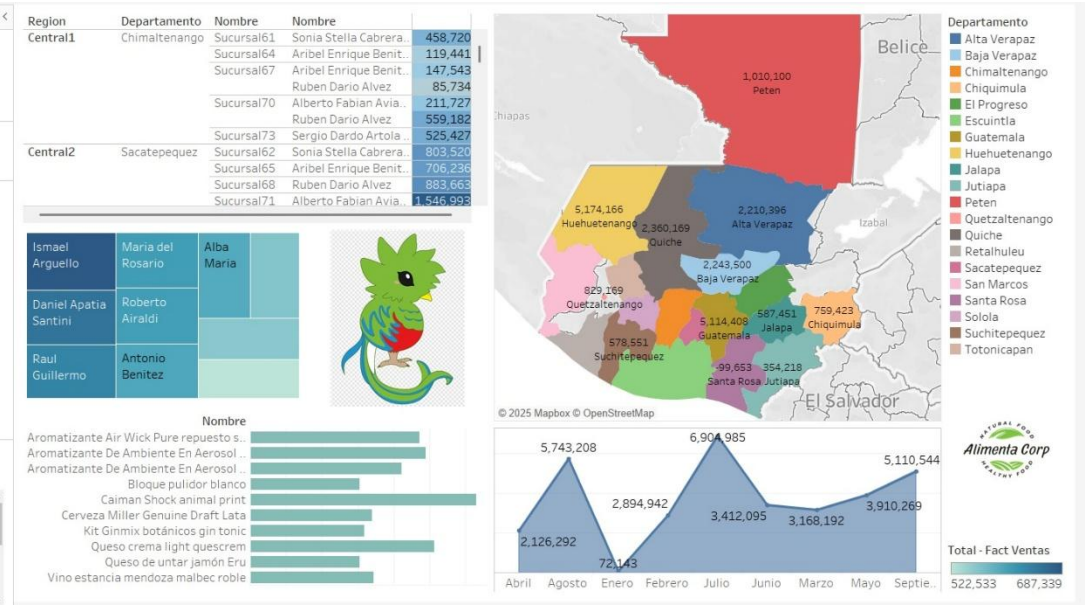 Region Departamento Nombre Nombre
Central1 Chimaltenango Sucursal61 Sonia Stella Cabrera.. 458,720
Sucursal64 Aribel Enrique Benit.. 119,441
Sucursal67 Aribel Enrique Benit.. 147,543
Ruben Dario Alvez 85,734
Sucursal70 Alberto Fabian Avia.. 211,727
Ruben Dario Alvez 559,182
Sucursal73 Sergio Dardo Artola .. 525,427
Central2 Sacatepequez Sucursal62 Sonia Stella Cabrera.. 803,520
Sucursal65 Aribel Enrique Benit.. 706,236
Sucursal68 Ruben Dario Alvez 883,663
Sucursal71 Alberto Fabian Avia.. 1,546,993
Ismael
Arguello
Maria del
Rosario
Alba
Maria
Daniel Apatia
Santini
Roberto
Airaldi
Raul
Guillermo
Antonio
Benitez
Nombre
Aromatizante Air Wick Pure repuesto s..
Aromatizante De Ambiente En Aerosol ..
Aromatizante De Ambiente En Aerosol ..
Bloque pulidor blanco
Caiman Shock animal print
Cerveza Miller Genuine Draft Lata
Kit Ginmix botánicos gin tonic
Queso crema light quescrem
Queso de untar jamón Eru
Vino estancia mendoza malbec roble
Belice
Chiapas
1,010,100
Peten
5,174,166
Huehuetenango
2,360,169
Quiche
2,210,396
Alta Verapaz
Izabal
2,243,500
Baja Verapaz
829,169
Quetzaltenango
5,114,408
Guatemala
587,451
Jalapa
759,423
Chiquimula
578,551
Suchitepequez
-99,653
Santa Rosa
354,218
Jutiapa
El Salvador
© 2025 Mapbox © OpenStreetMap
Departamento
Alta Verapaz
Baja Verapaz
Chimaltenango
Chiquimula
El Progreso
Escuintla
Guatemala
Huehuetenango
Jalapa
Jutiapa
Peten
Quetzaltenango
Quiche
Retalhuleu
Sacatepequez
San Marcos
Santa Rosa
Solola
Suchitepequez
Totonicapan
2,126,292
5,743,208
72,143
2,894,942
6,904,985
3,412,095
3,168,192
3,910,269
5,110,544
Abril Agosto Enero Febrero Julio Junio Marzo Mayo Septie..
NATURAL FOOD
Alimenta Corp
HEALTHY FOOD
Total - Fact Ventas
522,533 687,339